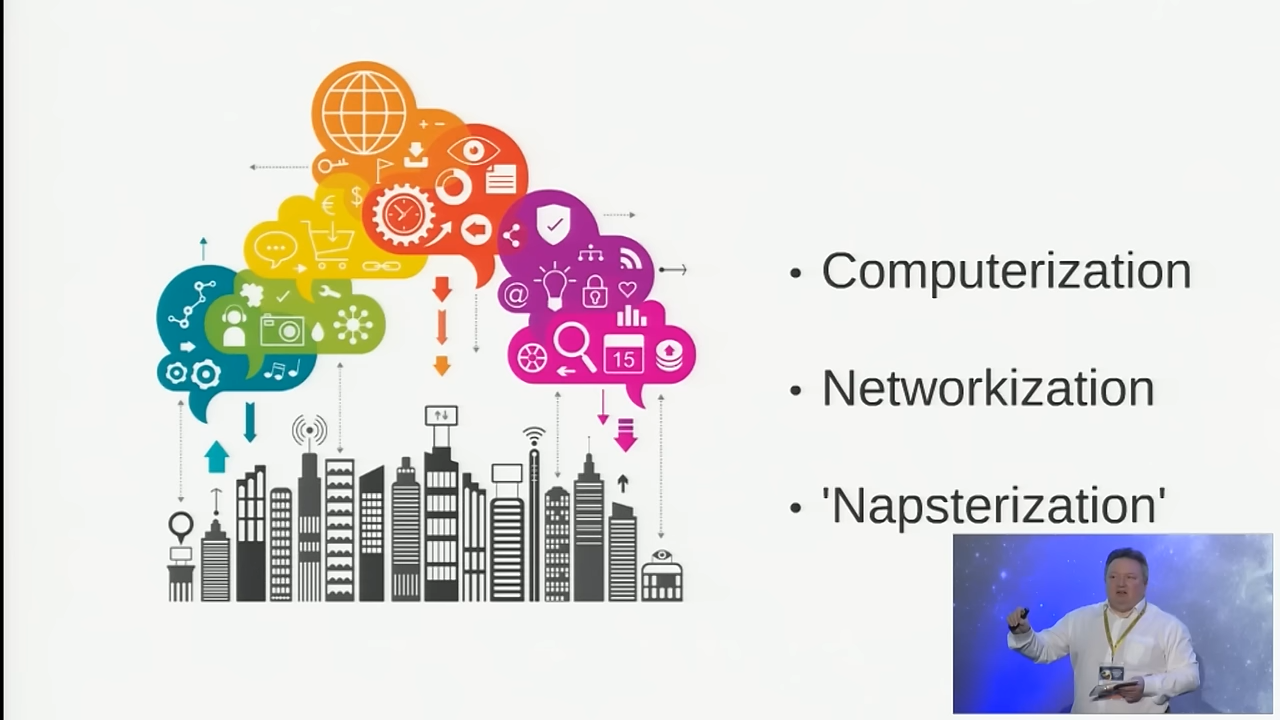 • Computerization
• Networkization
• 'Napsterization'
€ $
@
15